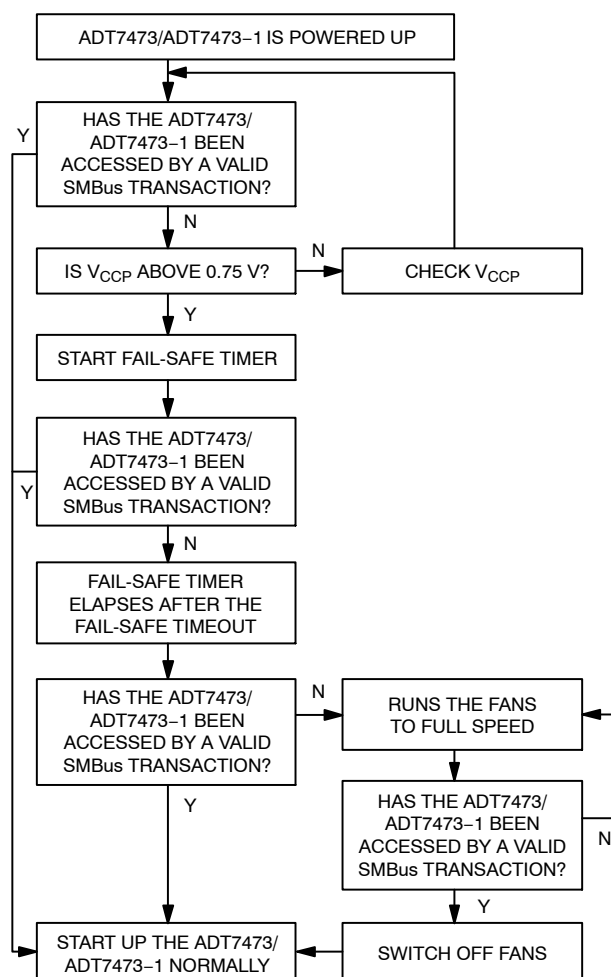 ADT7473/ADT7473−1 IS POWERED UP
Y
HAS THE ADT7473/
ADT7473−1 BEEN
ACCESSED BY A VALID
SMBus TRANSACTION?
N
IS VCCP ABOVE 0.75 V?
N
CHECK VCCP
Y
START FAIL-SAFE TIMER
HAS THE ADT7473/
ADT7473−1 BEEN
ACCESSED BY A VALID
SMBus TRANSACTION?
Y
N
FAIL-SAFE TIMER
ELAPSES AFTER THE
FAIL-SAFE TIMEOUT
HAS THE ADT7473/
ADT7473−1 BEEN
ACCESSED BY A VALID
SMBus TRANSACTION?
N
RUNS THE FANS
TO FULL SPEED
Y
HAS THE ADT7473/
ADT7473−1 BEEN
ACCESSED BY A VALID
SMBus TRANSACTION?
N
Y
START UP THE ADT7473/
ADT7473−1 NORMALLY
SWITCH OFF FANS